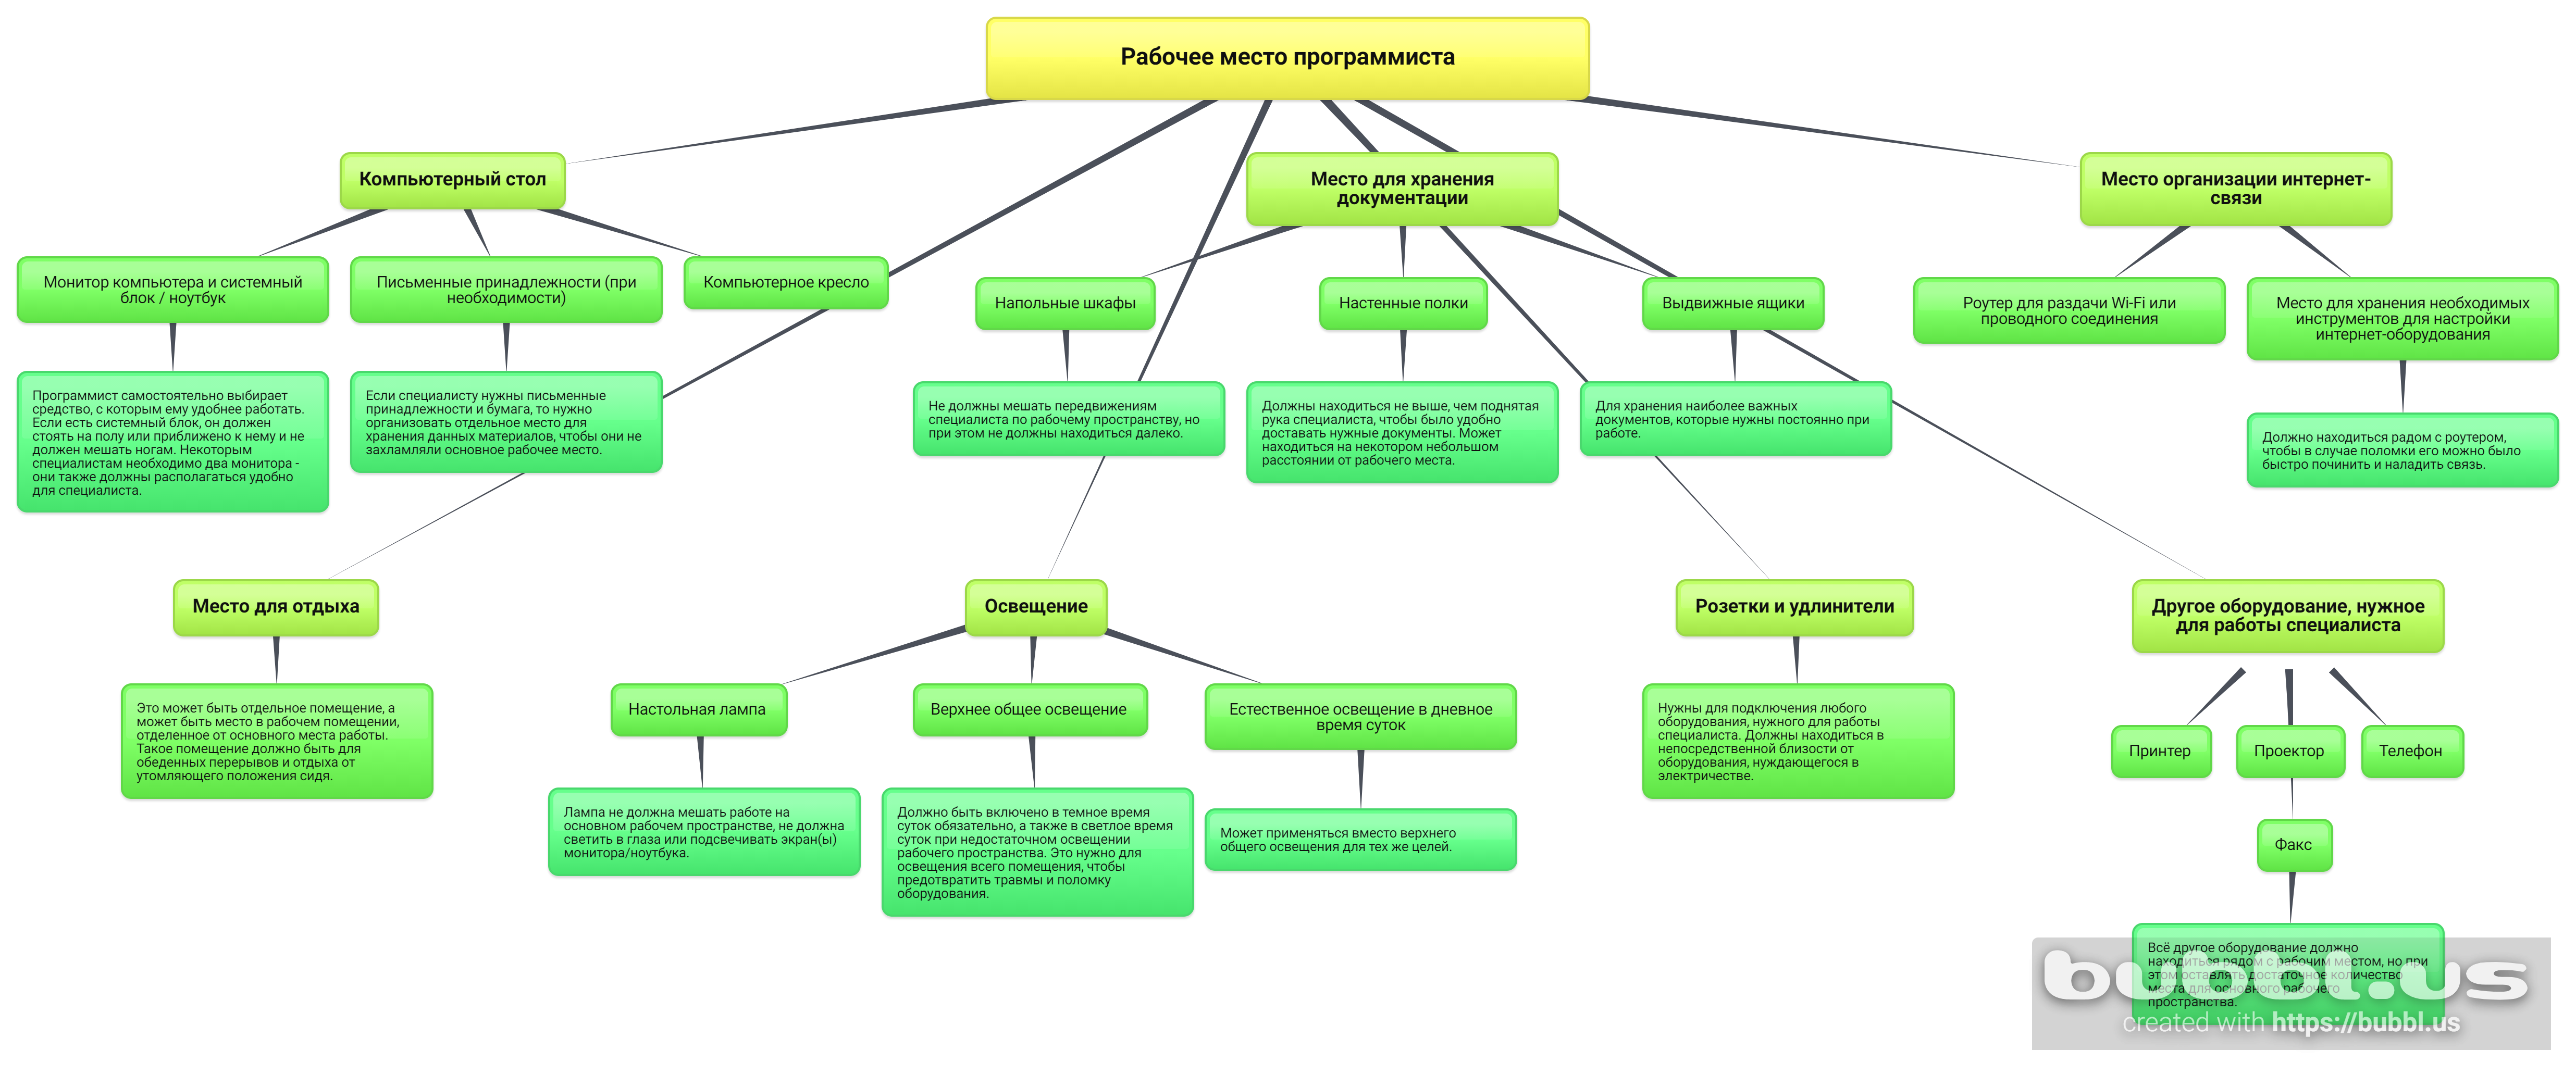 Рабочее место программиста
Компьютерный стол
Место для хранения
документации
Место организации интернет-
связи
Монитор компьютера и системный
блок / ноутбук
Письменные принадлежности (при
необходимости)
Компьютерное кресло
Напольные шкафы
Настенные полки
Выдвижные ящики
Роутер для раздачи Wi-Fi или
проводного соединения
Место для хранения необходимых
инструментов для настройки
интернет-оборудования
Программист самостоятельно выбирает
средство, с которым ему удобнее работать.
Если есть системный блок, он должен
стоять на полу или приближено к нему и не
должен мешать ногам. Некоторым
специалистам необходимо два монитора -
они также должны располагаться удобно
для специалиста.
Если специалисту нужны письменные
принадлежности и бумага, то нужно
организовать отдельное место для
хранения данных материалов, чтобы они не
захламляли основное рабочее место.
Не должны мешать передвижениям
специалиста по рабочему пространству, но
при этом не должны находиться далеко.
Должны находиться не выше, чем поднятая
рука специалиста, чтобы было удобно
доставать нужные документы. Может
находиться на некотором небольшом
расстоянии от рабочего места.
Для хранения наиболее важных
документов, которые нужны постоянно при
работе.
Должно находиться радом с роутером,
чтобы в случае поломки его можно было
быстро починить и наладить связь.
Место для отдыха
Освещение
Розетки и удлинители
Другое оборудование, нужное
для работы специалиста
Это может быть отдельное помещение, а
может быть место в рабочем помещении,
отделенное от основного места работы.
Такое помещение должно быть для
обеденных перерывов и отдыха от
утомляющего положения сидя.
Настольная лампа
Верхнее общее освещение
Естественное освещение в дневное
время суток
Нужны для подключения любого
оборудования, нужного для работы
специалиста. Должны находиться в
непосредственной близости от
оборудования, нуждающегося в
электричестве.
Принтер
Проектор
Телефон
Лампа не должна мешать работе на
основном рабочем пространстве, не должна
светить в глаза или подсвечивать экран(ы)
монитора/ноутбука.
Должно быть включено в темное время
суток обязательно, а также в светлое время
суток при недостаточном освещении
рабочего пространства. Это нужно для
освещения всего помещения, чтобы
предотвратить травмы и поломку
оборудования.
Может применяться вместо верхнего
общего освещения для тех же целей.
Факс
Всё другое оборудование должно
находиться рядом с рабочим местом, но при
этом оставлять достаточное количество
места для основного рабочего
пространства.
bubbl.us
created with https://bubbl.us